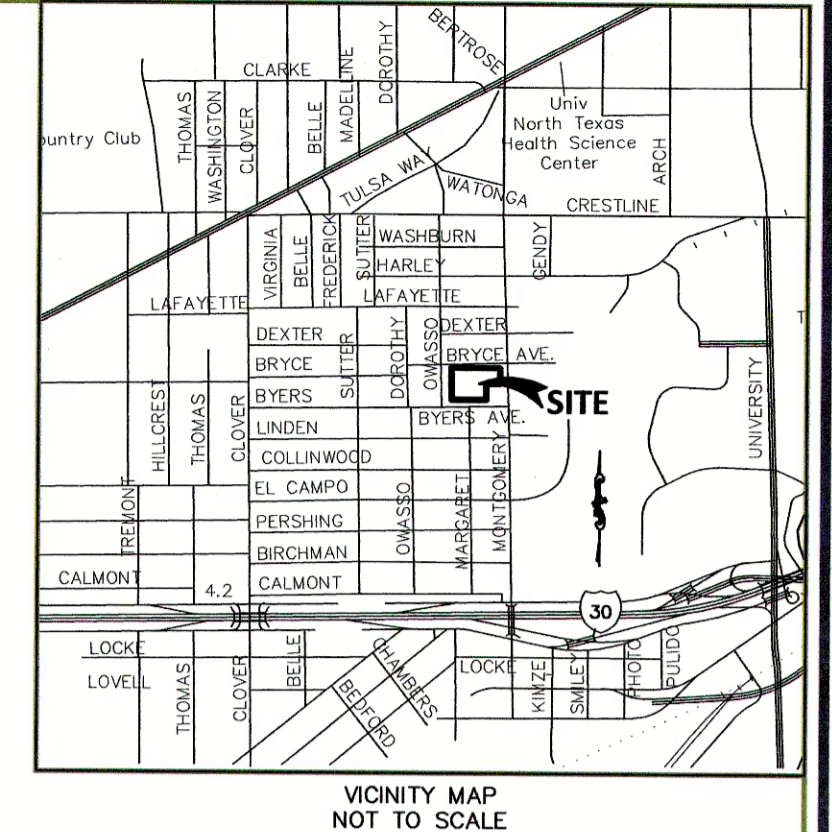 BERTROSE
CLARKE
THOMAS
WASHINGTON
CLOVER
BELLE
MADELINE
DOROTHY
ountry Club
Univ
North Texas
Health Science
Center
ARCH
TULSA WAY
WATONGA
CRESTLINE
VIRGINIA
BELLE
FREDERICK
SUTTER
WASHBURN
HARLEY
GENDY
LAFAYETTE
LAFAYETTE
T
DEXTER
SUTTER
DOROTHY
OWASSO
DEXTER
BRYCE
BRYCE AVE.
BYERS
SITE
BYERS AVE.
UNIVERSITY
HILLCREST
THOMAS
CLOVER
LINDEN
COLLINWOOD
EL CAMPO
OWASSO
MARGARET
MONTGOMERY
TREMONT
PERSHING
BIRCHMAN
CALMONT
4.2
CALMONT
30
LOCKE
LOVELL
THOMAS
CLOVER
BELLE
CHAMBERS
BEDFORD
LOCKE
KIMZE
SMILEY
PHOTO
PULIDO
VICINITY MAP
NOT TO SCALE